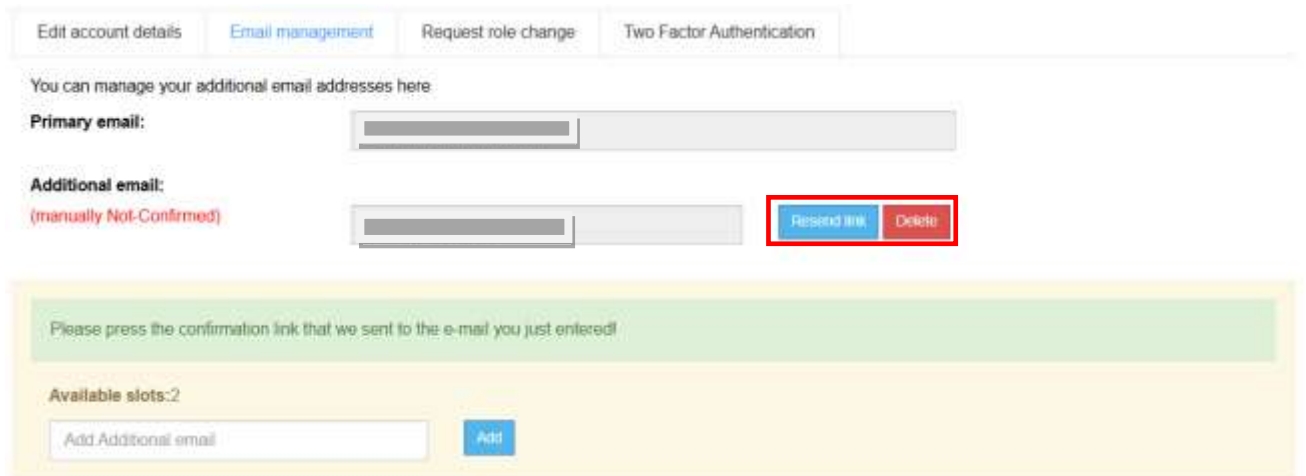 Edit account details Email management Request role change Two Factor Authentication
You can manage your additional email addresses here
Primary email:
Additional email:
(manually Not-Confirmed)
Resend link Delete
Please press the confirmation link that we sent to the e-mail you just entered!
Available slots:2
Add Additional email Add